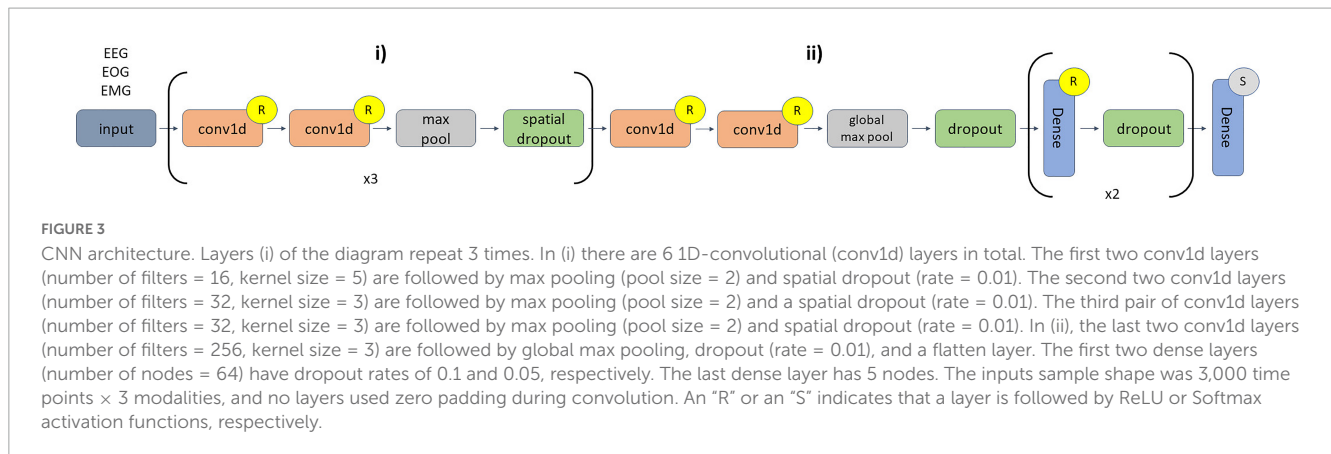 EEG
EOG
EMG
i)
ii)
input
conv1d
R
conv1d
R
max
pool
spatial
dropout
x3
conv1d
R
conv1d
R
global
max pool
dropout
Dense
R
dropout
x2
Dense
S
FIGURE 3
CNN architecture. Layers (i) of the diagram repeat 3 times. In (i) there are 6 1D-convolutional (conv1d) layers in total. The first two conv1d layers
(number of filters = 16, kernel size = 5) are followed by max pooling (pool size = 2) and spatial dropout (rate = 0.01). The second two conv1d layers
(number of filters = 32, kernel size = 3) are followed by max pooling (pool size = 2) and a spatial dropout (rate = 0.01). The third pair of conv1d layers
(number of filters = 32, kernel size = 3) are followed by max pooling (pool size = 2) and spatial dropout (rate = 0.01). In (ii), the last two conv1d layers
(number of filters = 256, kernel size = 3) are followed by global max pooling, dropout (rate = 0.01), and a flatten layer. The first two dense layers
(number of nodes = 64) have dropout rates of 0.1 and 0.05, respectively. The last dense layer has 5 nodes. The inputs sample shape was 3,000 time
points × 3 modalities, and no layers used zero padding during convolution. An “R” or an “S” indicates that a layer is followed by ReLU or Softmax
activation functions, respectively.